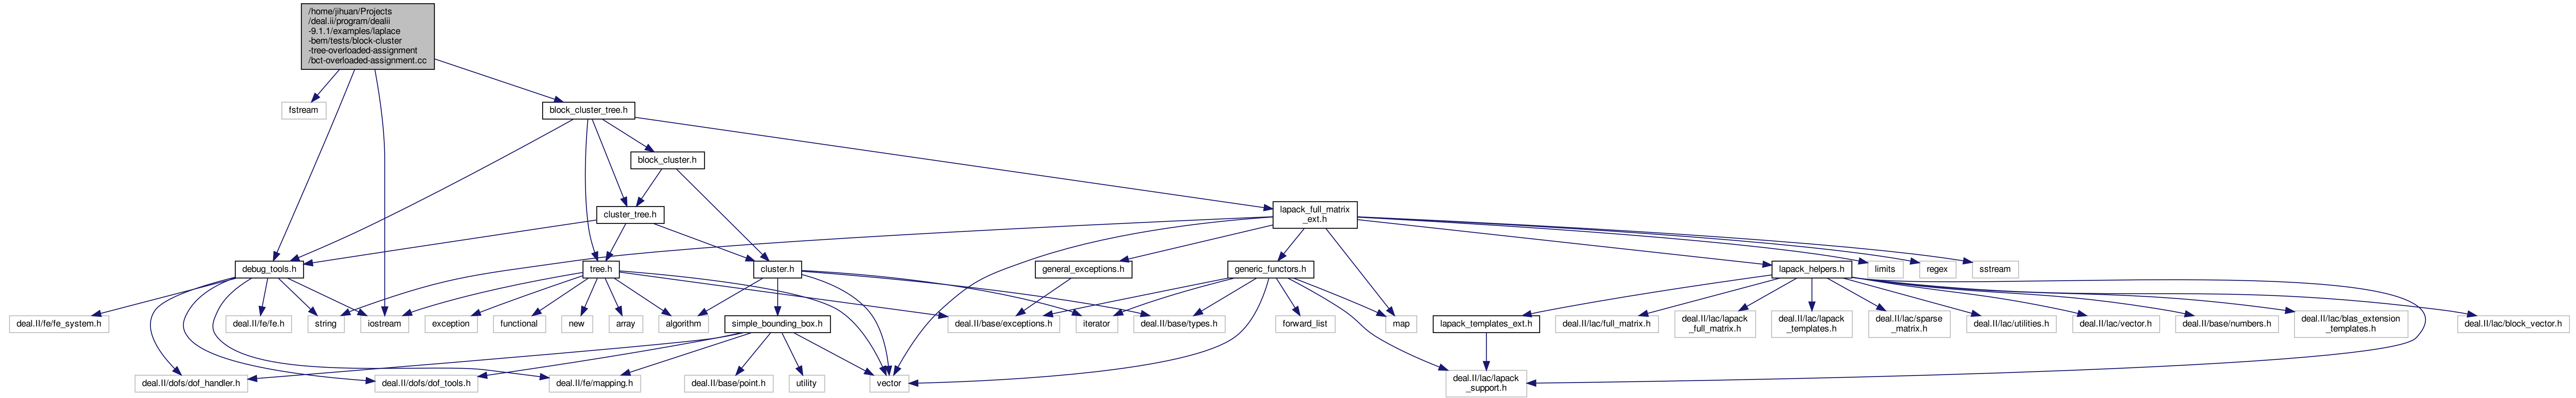 /home/jihuan/Projects
/deal.ii/program/dealii
-9.1.1/examples/laplace
-bem/tests/block-cluster
-tree-overloaded-assignment
/bct-overloaded-assignment.cc
fstream
block_cluster_tree.h
block_cluster.h
cluster_tree.h
lapack_full_matrix
_ext.h
debug_tools.h
tree.h
cluster.h
general_exceptions.h
generic_functors.h
lapack_helpers.h
limits
regex
sstream
deal.II/fe/fe_system.h
deal.II/fe/fe.h
string
iostream
exception
functional
new
array
algorithm
simple_bounding_box.h
deal.II/base/exceptions.h
iterator
deal.II/base/types.h
forward_list
map
lapack_templates_ext.h
deal.II/lac/full_matrix.h
deal.II/lac/lapack
_full_matrix.h
deal.II/lac/lapack
_templates.h
deal.II/lac/sparse
_matrix.h
deal.II/lac/utilities.h
deal.II/lac/vector.h
deal.II/base/numbers.h
deal.II/lac/blas_extension
_templates.h
deal.II/lac/block_vector.h
deal.II/dofs/dof_handler.h
deal.II/dofs/dof_tools.h
deal.II/fe/mapping.h
deal.II/base/point.h
utility
vector
deal.II/lac/lapack
_support.h